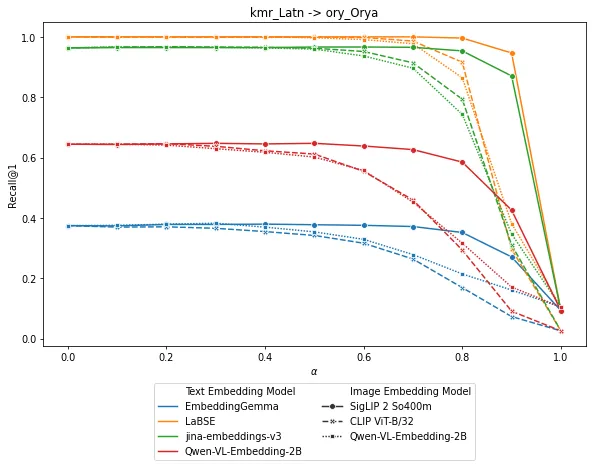 kmr_Latn -> ory_Orya
Recall@1
1.0
0.8
0.6
0.4
0.2
0.0
0.0 0.2 0.4 0.6 0.8 1.0
α
Text Embedding Model
EmbeddingGemma
LaBSE
jina-embeddings-v3
Qwen-VL-Embedding-2B
Image Embedding Model
SigLIP 2 So400m
CLIP ViT-B/32
Qwen-VL-Embedding-2B